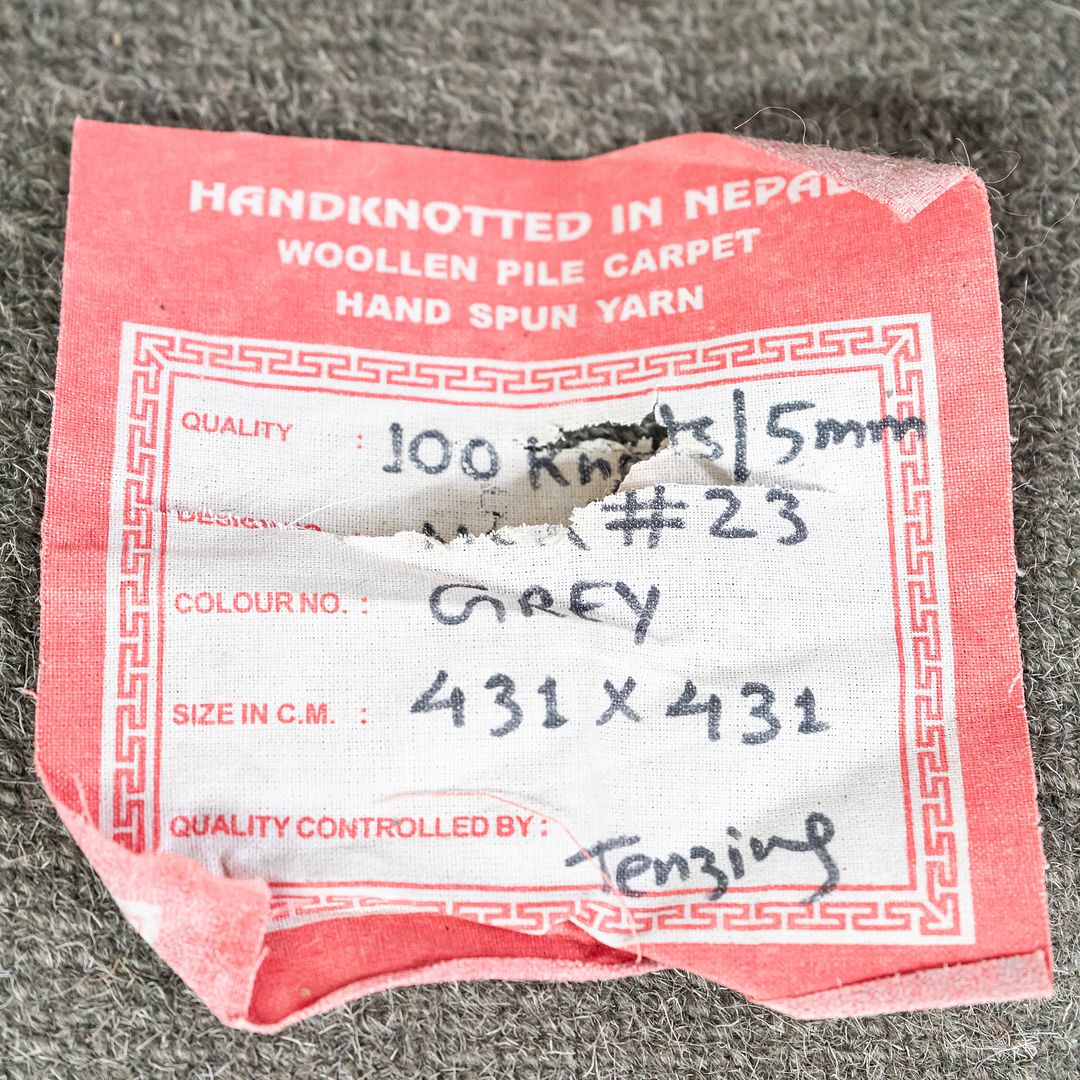 HANDKNOTTED IN NEPAL
WOOLLEN PILE CARPET
HAND SPUN YARN
QUALITY : 100 Knots/5mm
#23
COLOUR NO. : GREY
SIZE IN C.M. : 431 x 431
QUALITY CONTROLLED BY : Tenzing